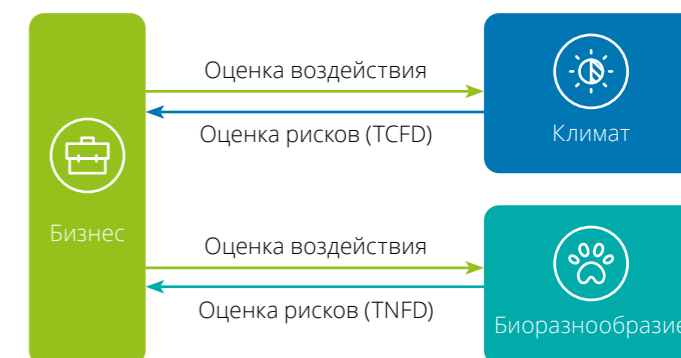 Оценка воздействия
Оценка рисков (TCFD)
Климат
Бизнес
Оценка воздействия
Оценка рисков (TNFD)
Биоразнообразие